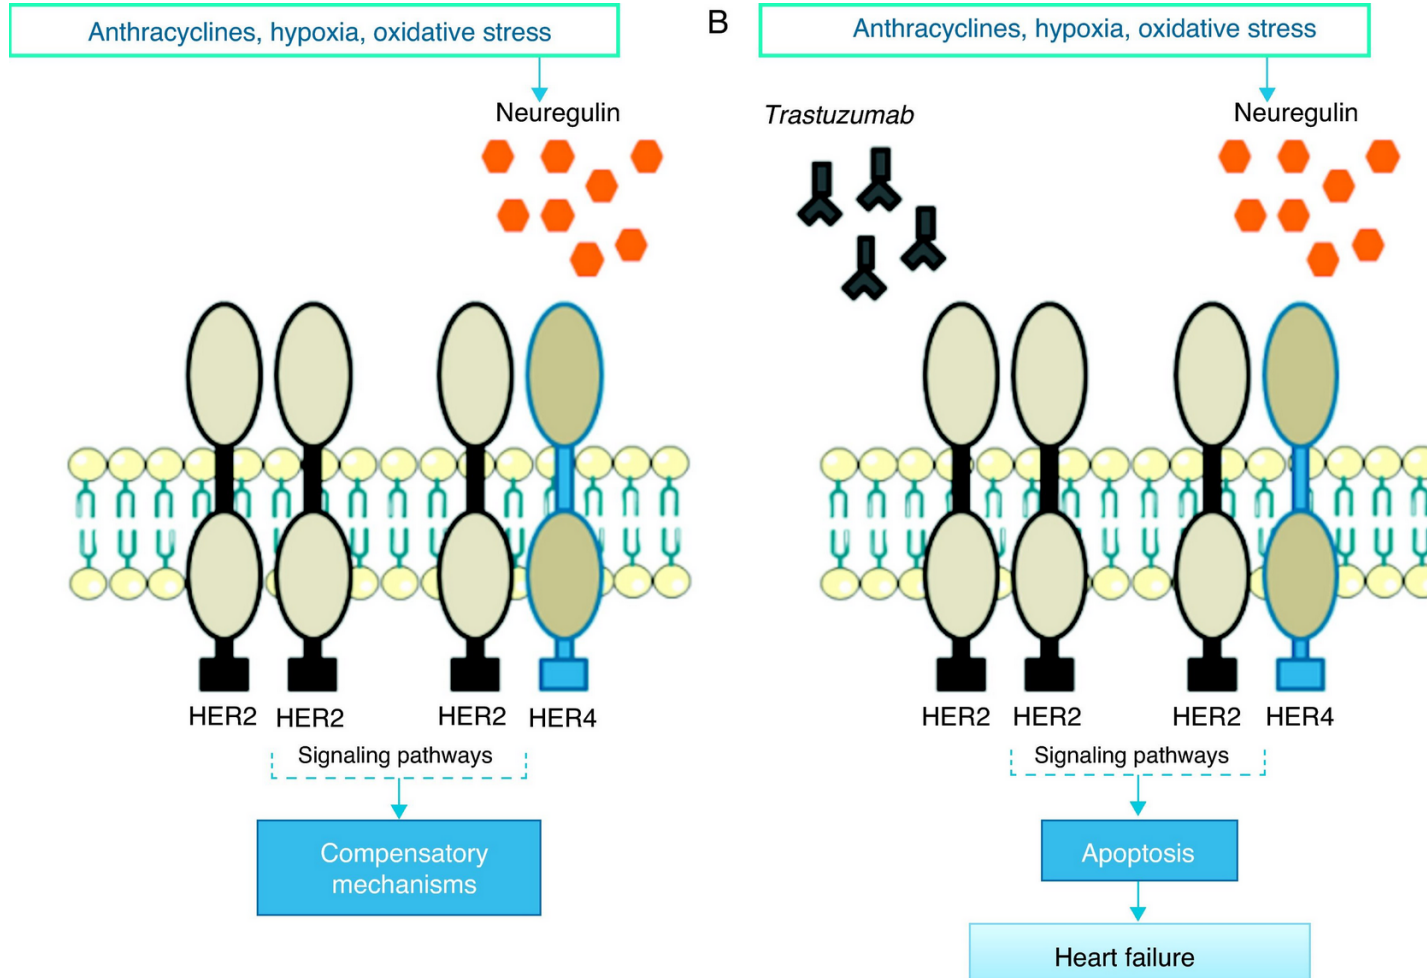 Anthracyclines, hypoxia, oxidative stress
Neuregulin
HER2 HER2 HER2 HER4
Signaling pathways
Compensatory
mechanisms
B
Anthracyclines, hypoxia, oxidative stress
Trastuzumab
Neuregulin
HER2 HER2 HER2 HER4
Signaling pathways
Apoptosis
Heart failure